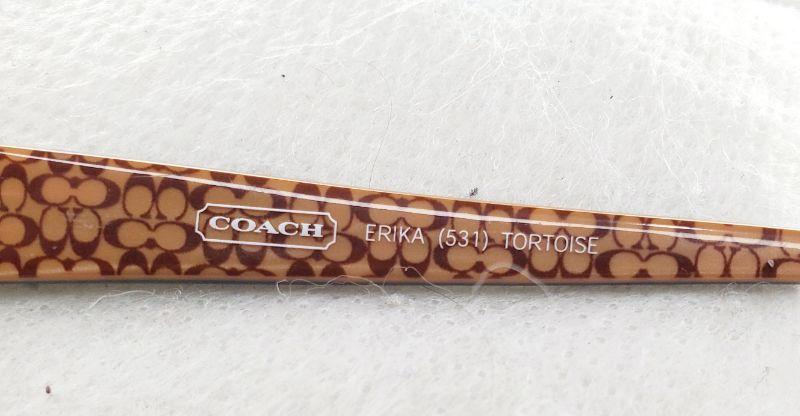 COACH ERIKA (531) TORTOISE